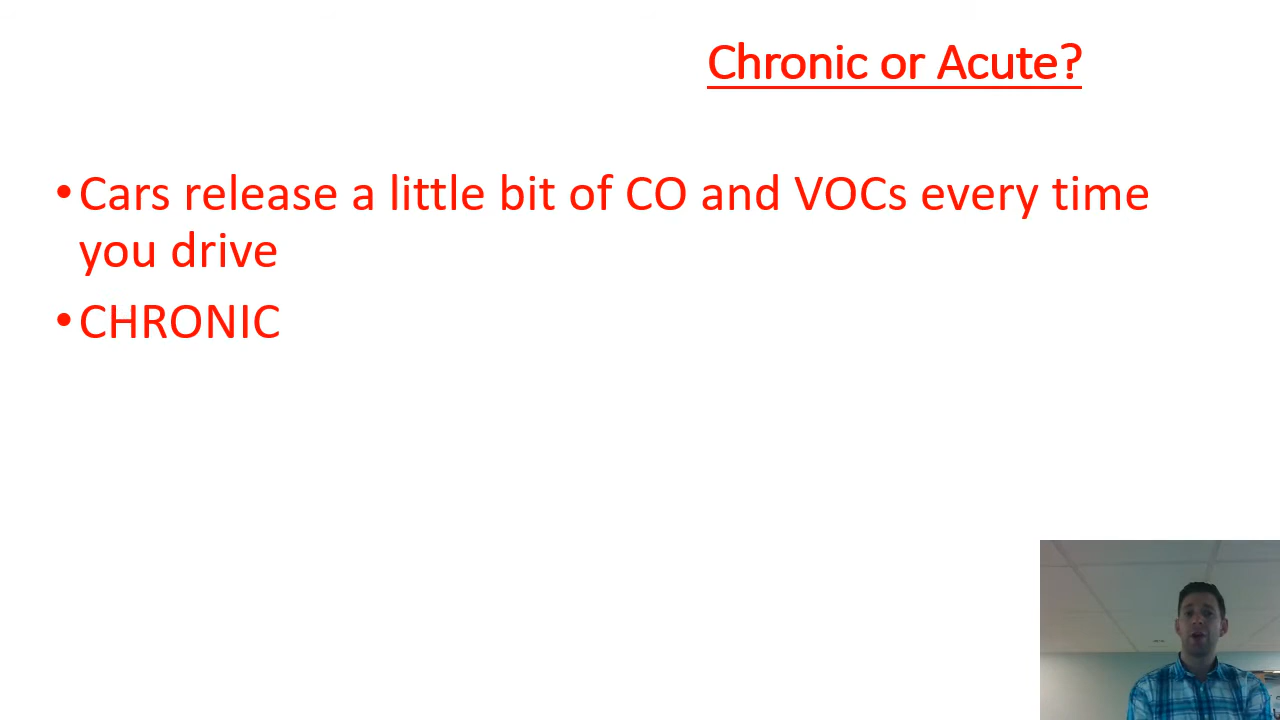 Chronic or Acute?
•Cars release a little bit of CO and VOCs every time
you drive
•CHRONIC